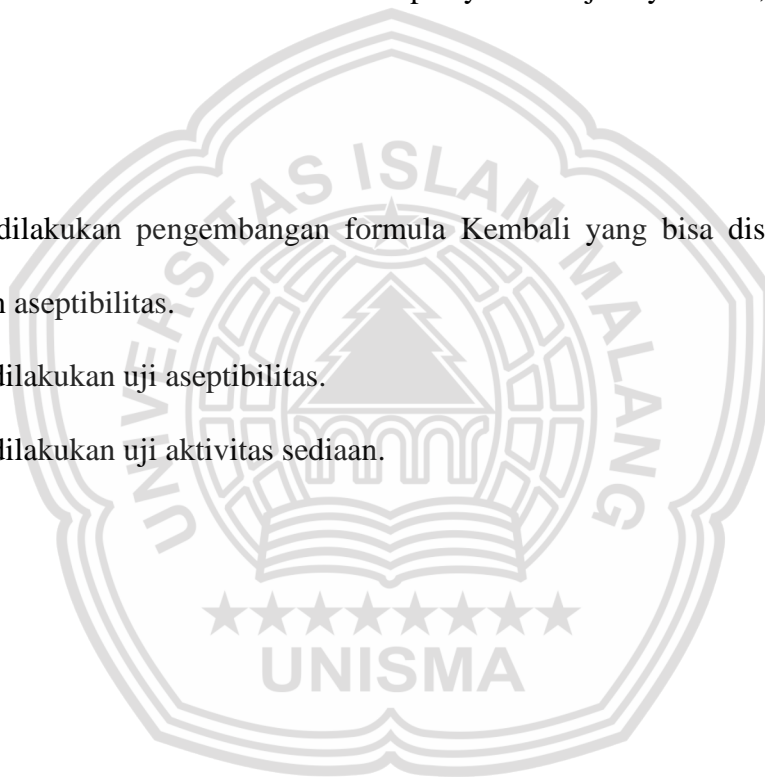 dilakukan pengembangan formula Kembali yang bisa dis
aseptibilitas.
dilakukan uji aseptibilitas.
dilakukan uji aktivitas sediaan.
UNIVERSITAS ISLAM MALANG
UNISMA